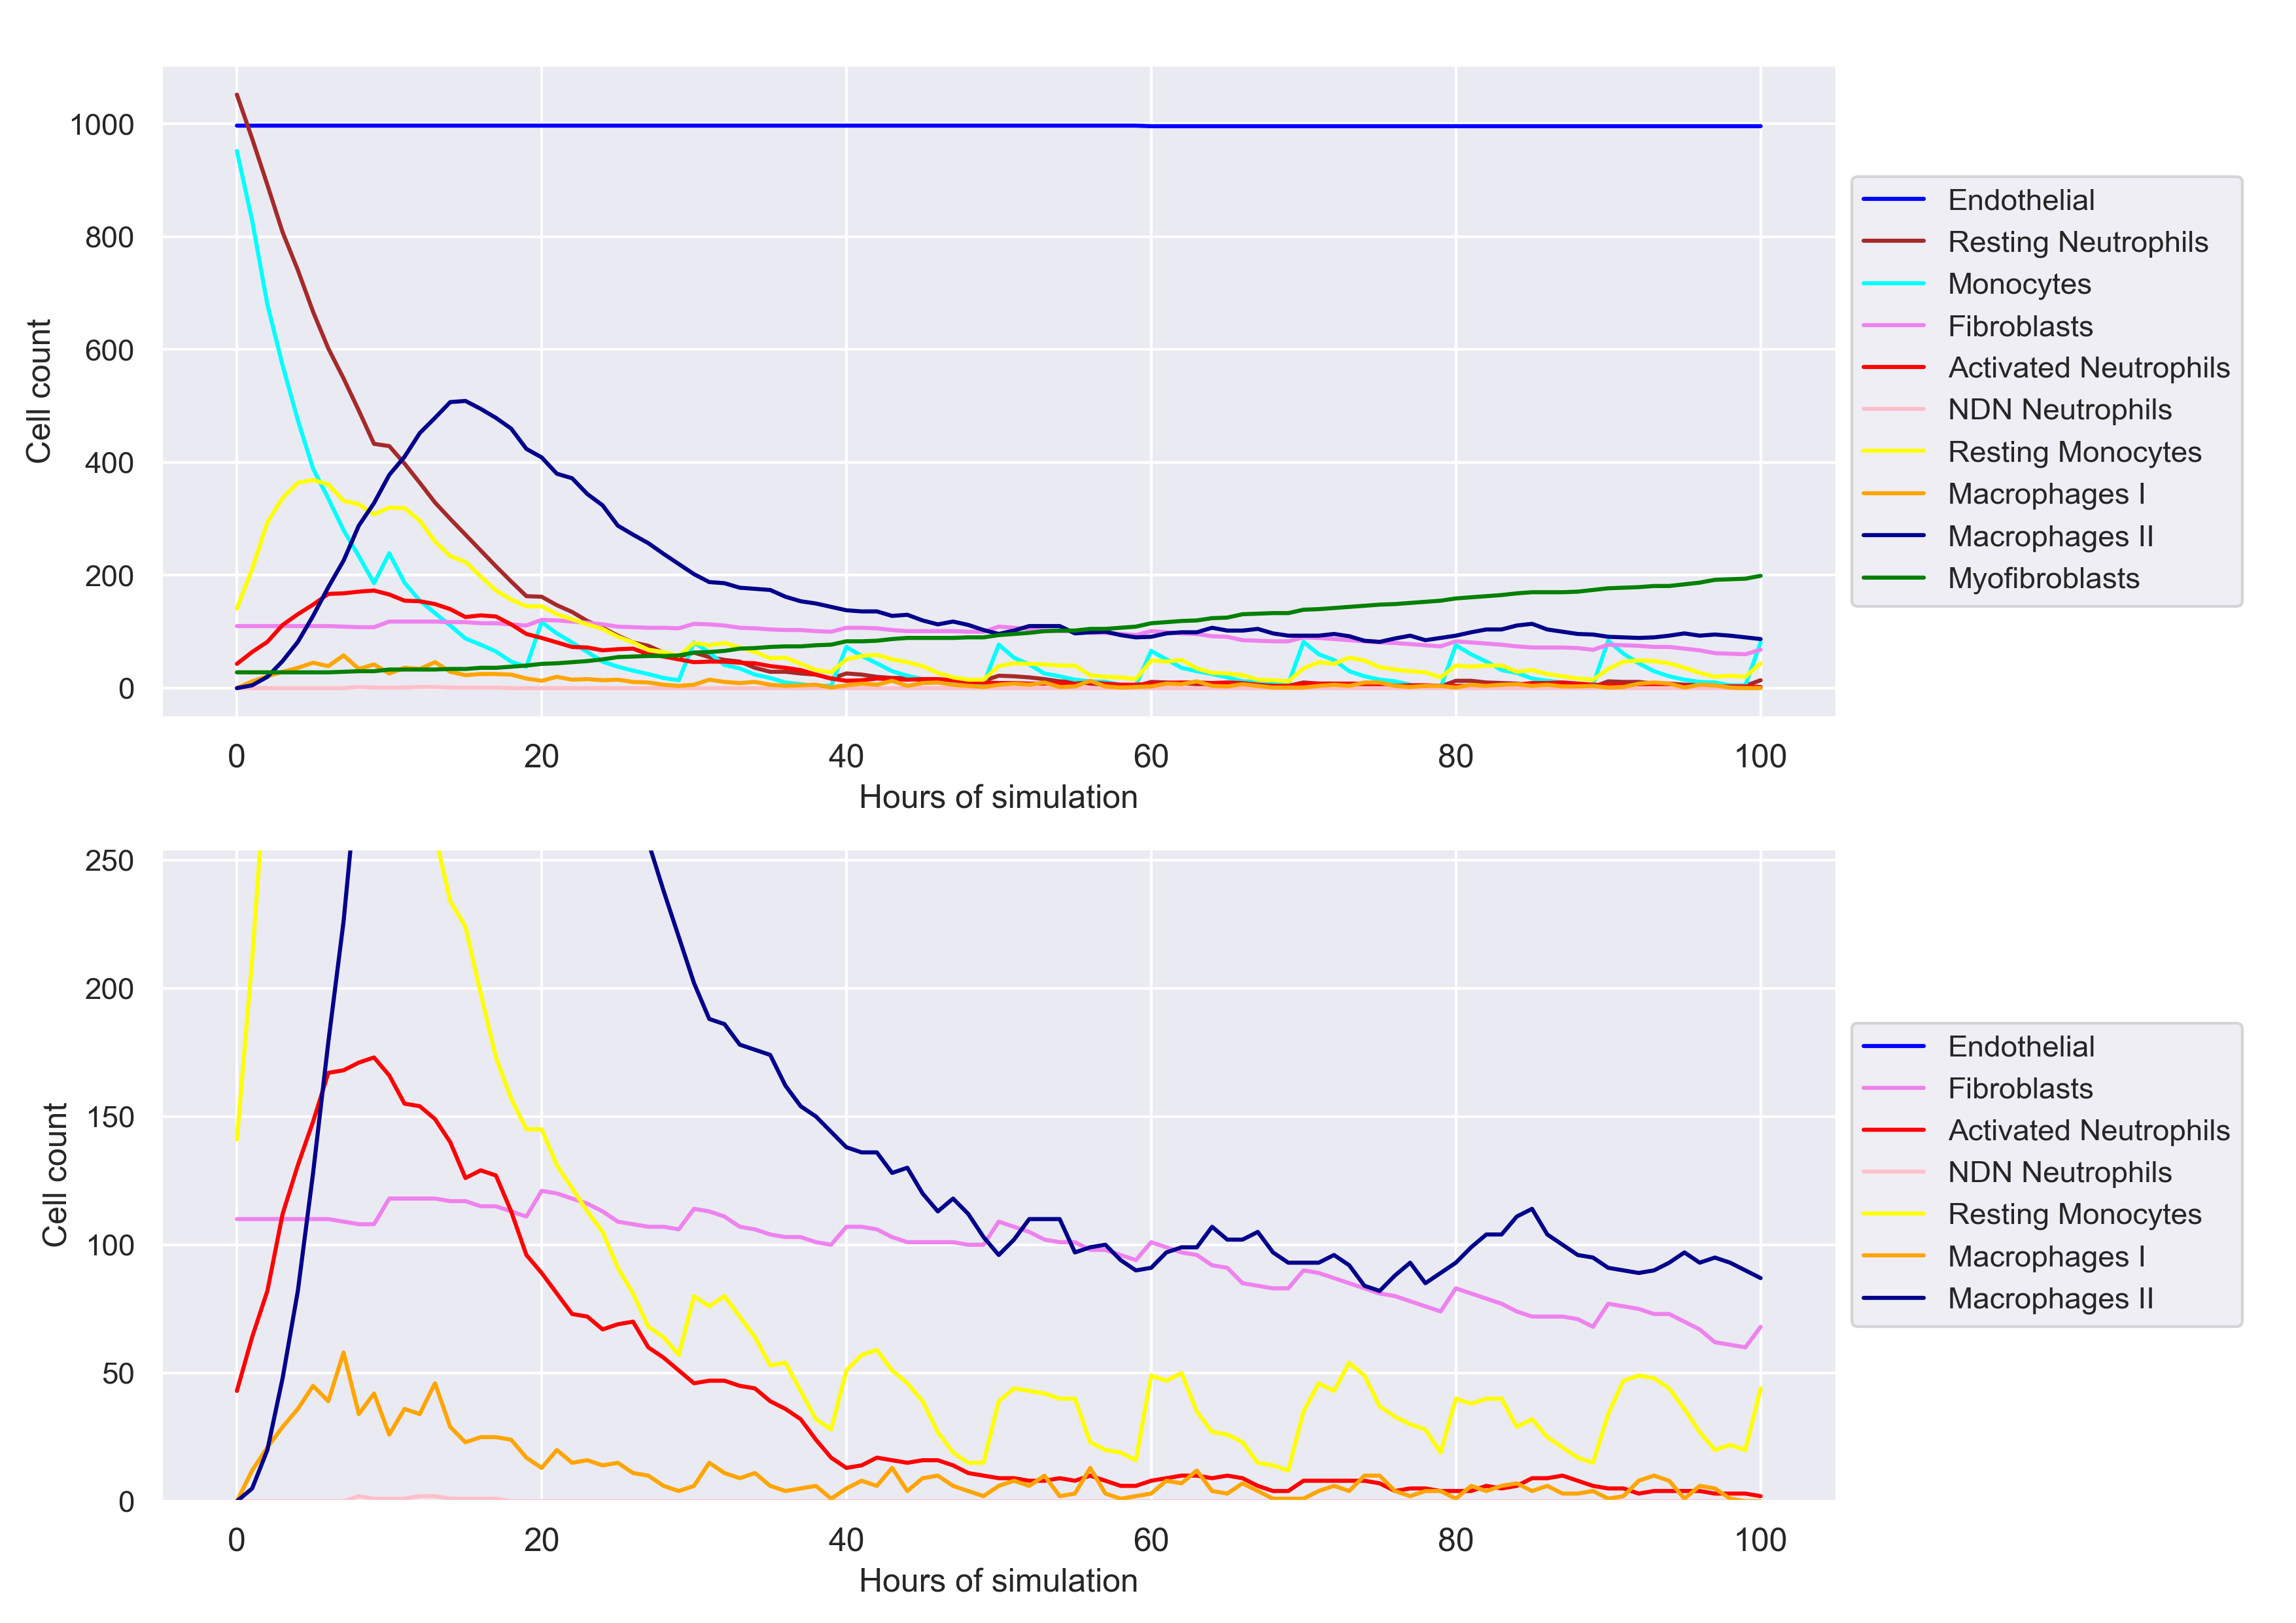 1000
800
600
400
200
0
Cell count
0 20 40 60 80 100
Hours of simulation
Endothelial
Resting Neutrophils
Monocytes
Fibroblasts
Activated Neutrophils
NDN Neutrophils
Resting Monocytes
Macrophages I
Macrophages II
Myofibroblasts
250
200
150
100
50
0
Cell count
0 20 40 60 80 100
Hours of simulation
Endothelial
Fibroblasts
Activated Neutrophils
NDN Neutrophils
Resting Monocytes
Macrophages I
Macrophages II